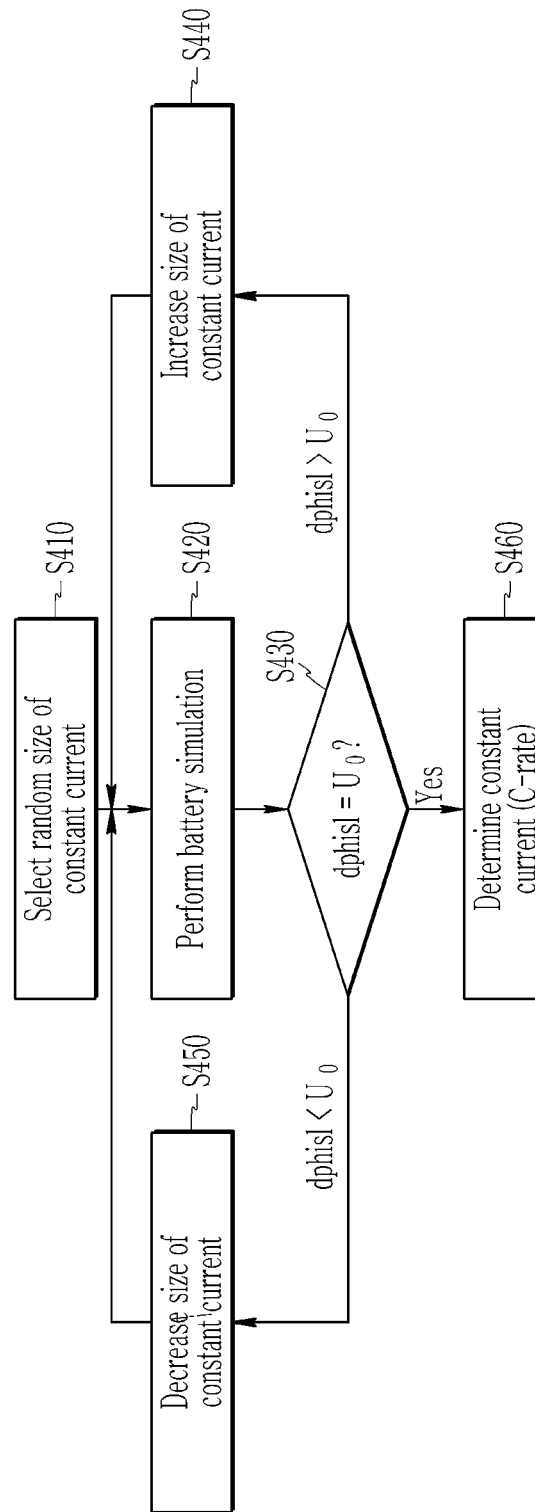 S410
Select random size of
constant current
S450
Decrease size of
constant current
S420
Perform battery simulation
S440
Increase size of
constant current
S430
dphisl = U0 ?
dphisl < U0
dphisl > U0
Yes
S460
Determine constant
current (C-rate)